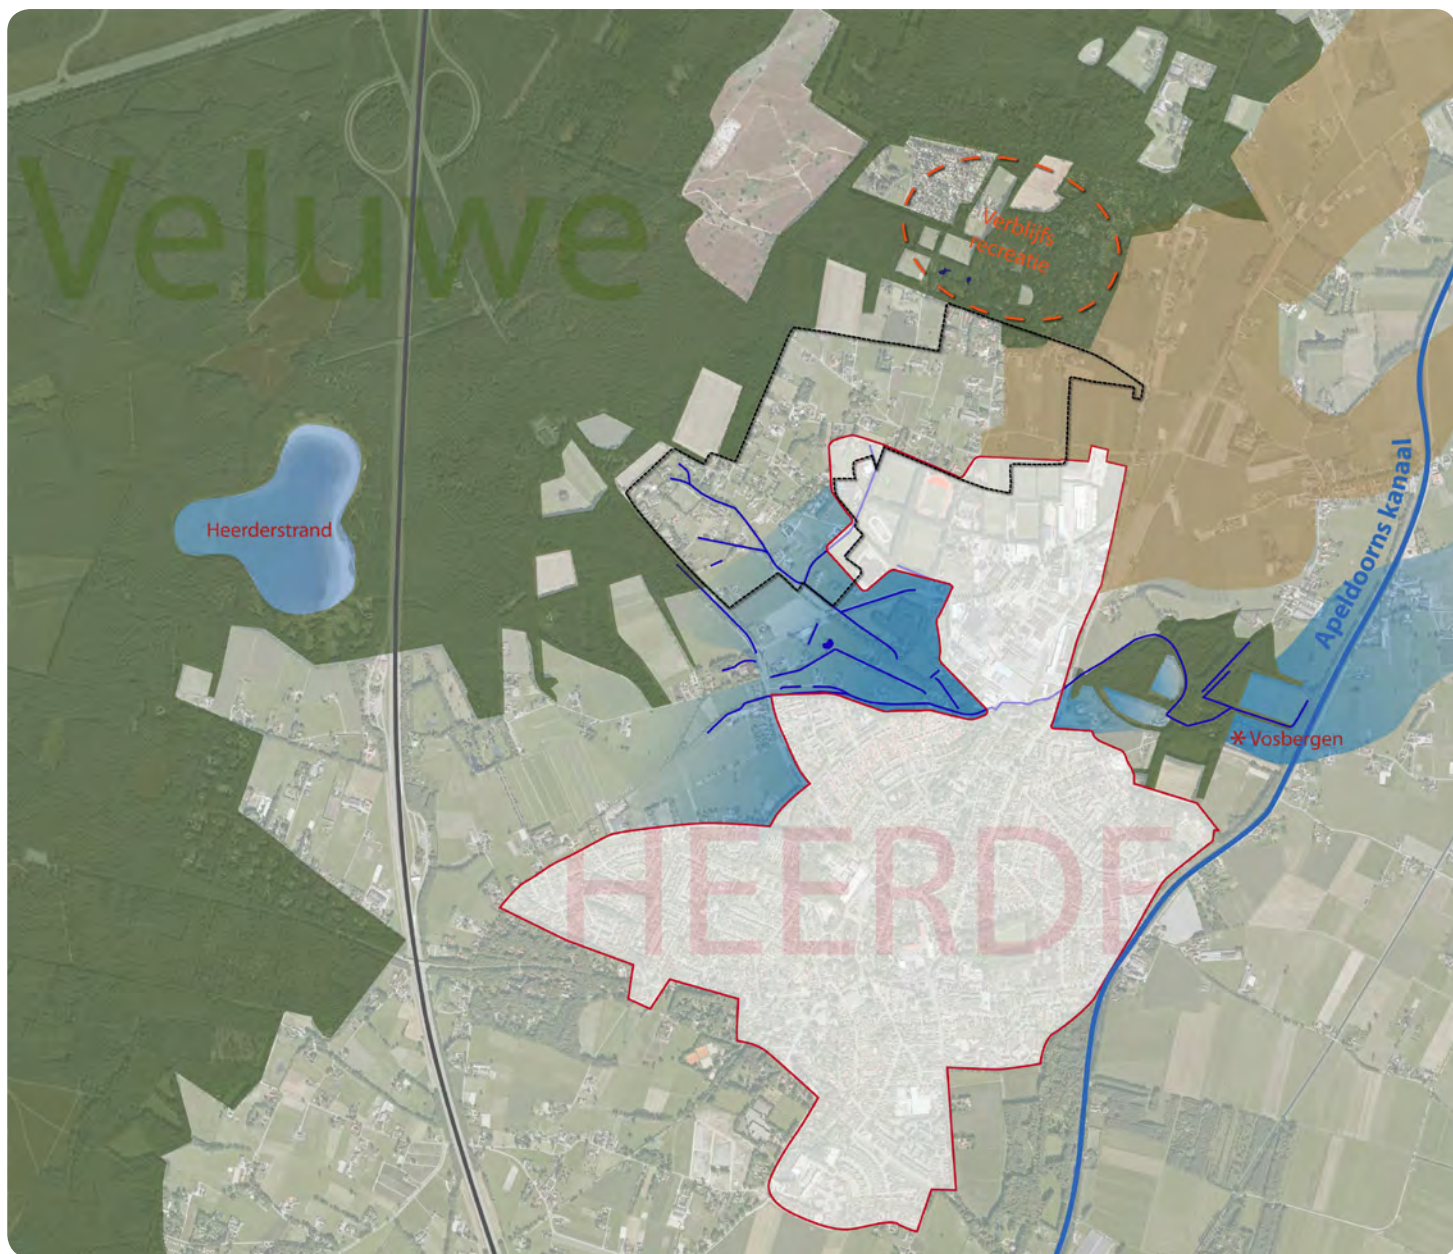 Veluwe
Verblijfs
recreatie
Heerderstrand
Apeldoorns kanaal
* Vosbergen
HEERDE